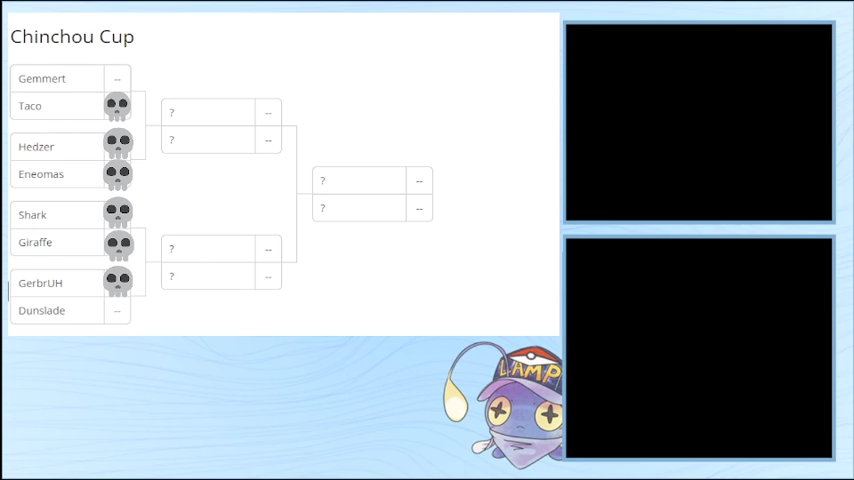 Chinchou Cup
Gemmert --
Taco
Hedzer
Eneomas
Shark
Giraffe
GerbrUH
Dunslade --
? --
? --
? --
? --
? --
? --
LAMP